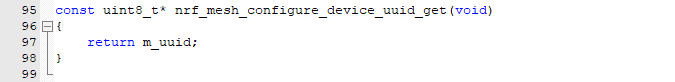 95 const uint8_t* nrf_mesh_configure_device_uuid_get(void)
96 {
97 return m_uuid;
98 }
99